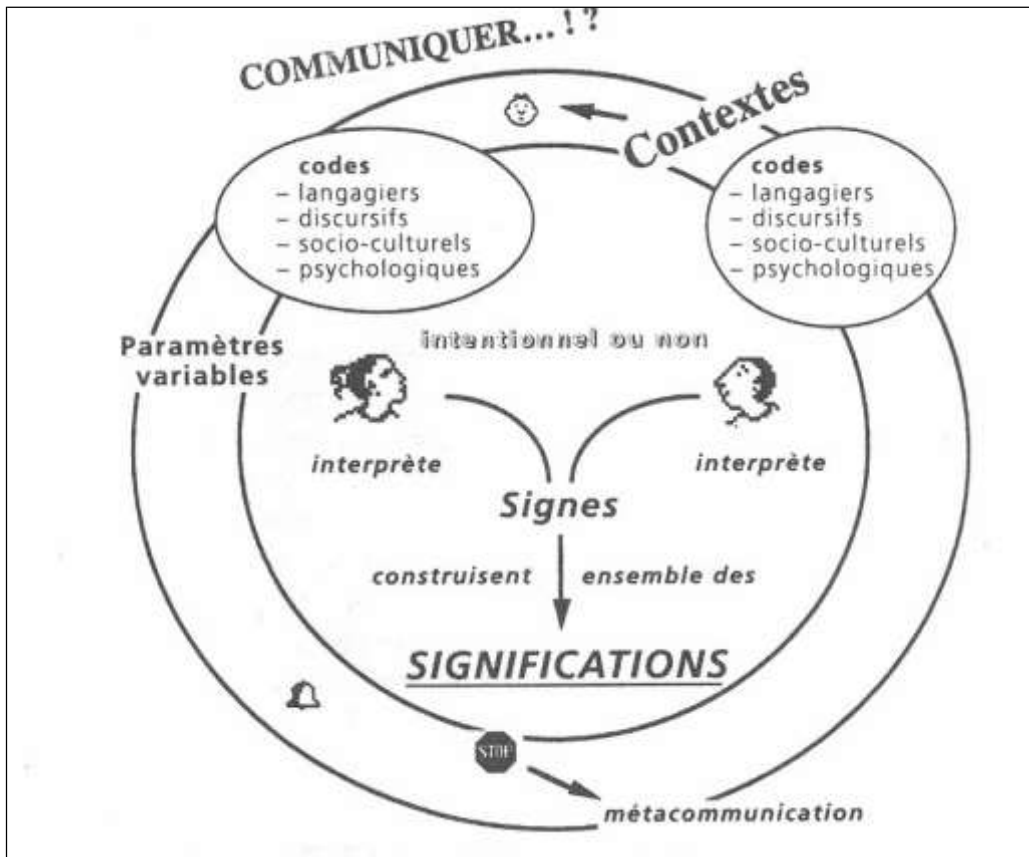 COMMUNIQUER...!?
Contextes
codes
– langagiers
– discursifs
– socio-culturels
– psychologiques
codes
– langagiers
– discursifs
– socio-culturels
– psychologiques
Paramètres
variables
intentionnel ou non
interprète
interprète
Signes
construisent ensemble des
SIGNIFICATIONS
STOP
métacommunication